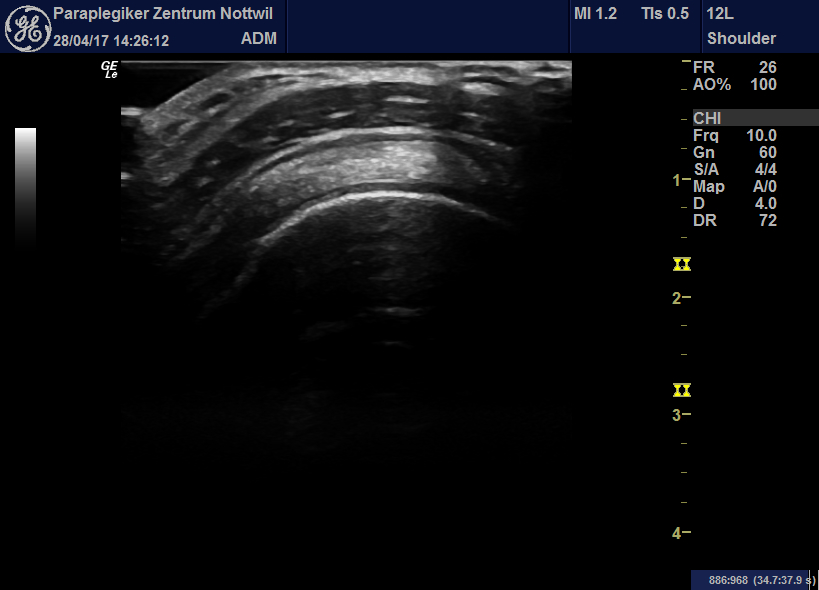 Paraplegiker Zentrum Nottwil
28/04/17 14:26:12 ADM
MI 1.2 TIs 0.5
12L
Shoulder
GE
Le
FR 26
AO% 100
CHI
Frq 10.0
Gn 60
S/A 4/4
Map A/0
D 4.0
DR 72
1
2
3
4
886:968 (34.7:37.9 s)